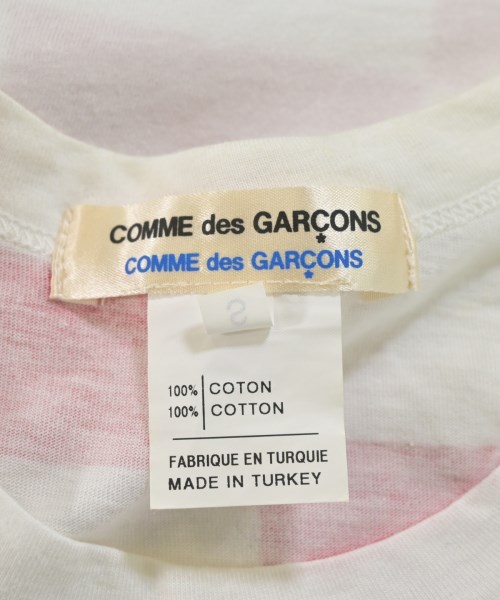 COMME des GARÇONS
COMME des GARÇONS
S
100% COTON
100% COTTON
FABRIQUE EN TURQUIE
MADE IN TURKEY